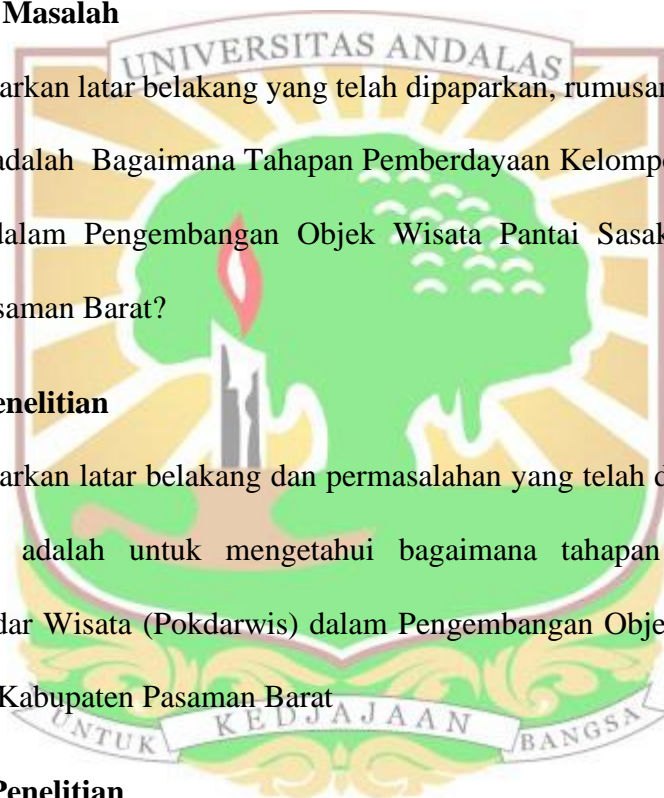 Masalah
UNIVERSITAS ANDALAS
arkan latar belakang yang telah dipaparkan, rumusan
adalah Bagaimana Tahapan Pemberdayaan Kelomp
dalam Pengembangan Objek Wisata Pantai Sasak
saman Barat?
enelitian
arkan latar belakang dan permasalahan yang telah d
adalah untuk mengetahui bagaimana tahapan
dar Wisata (Pokdarwis) dalam Pengembangan Obje
Kabupaten Pasaman Barat
UNTUK KEDJAJAAN BANGSA
Penelitian